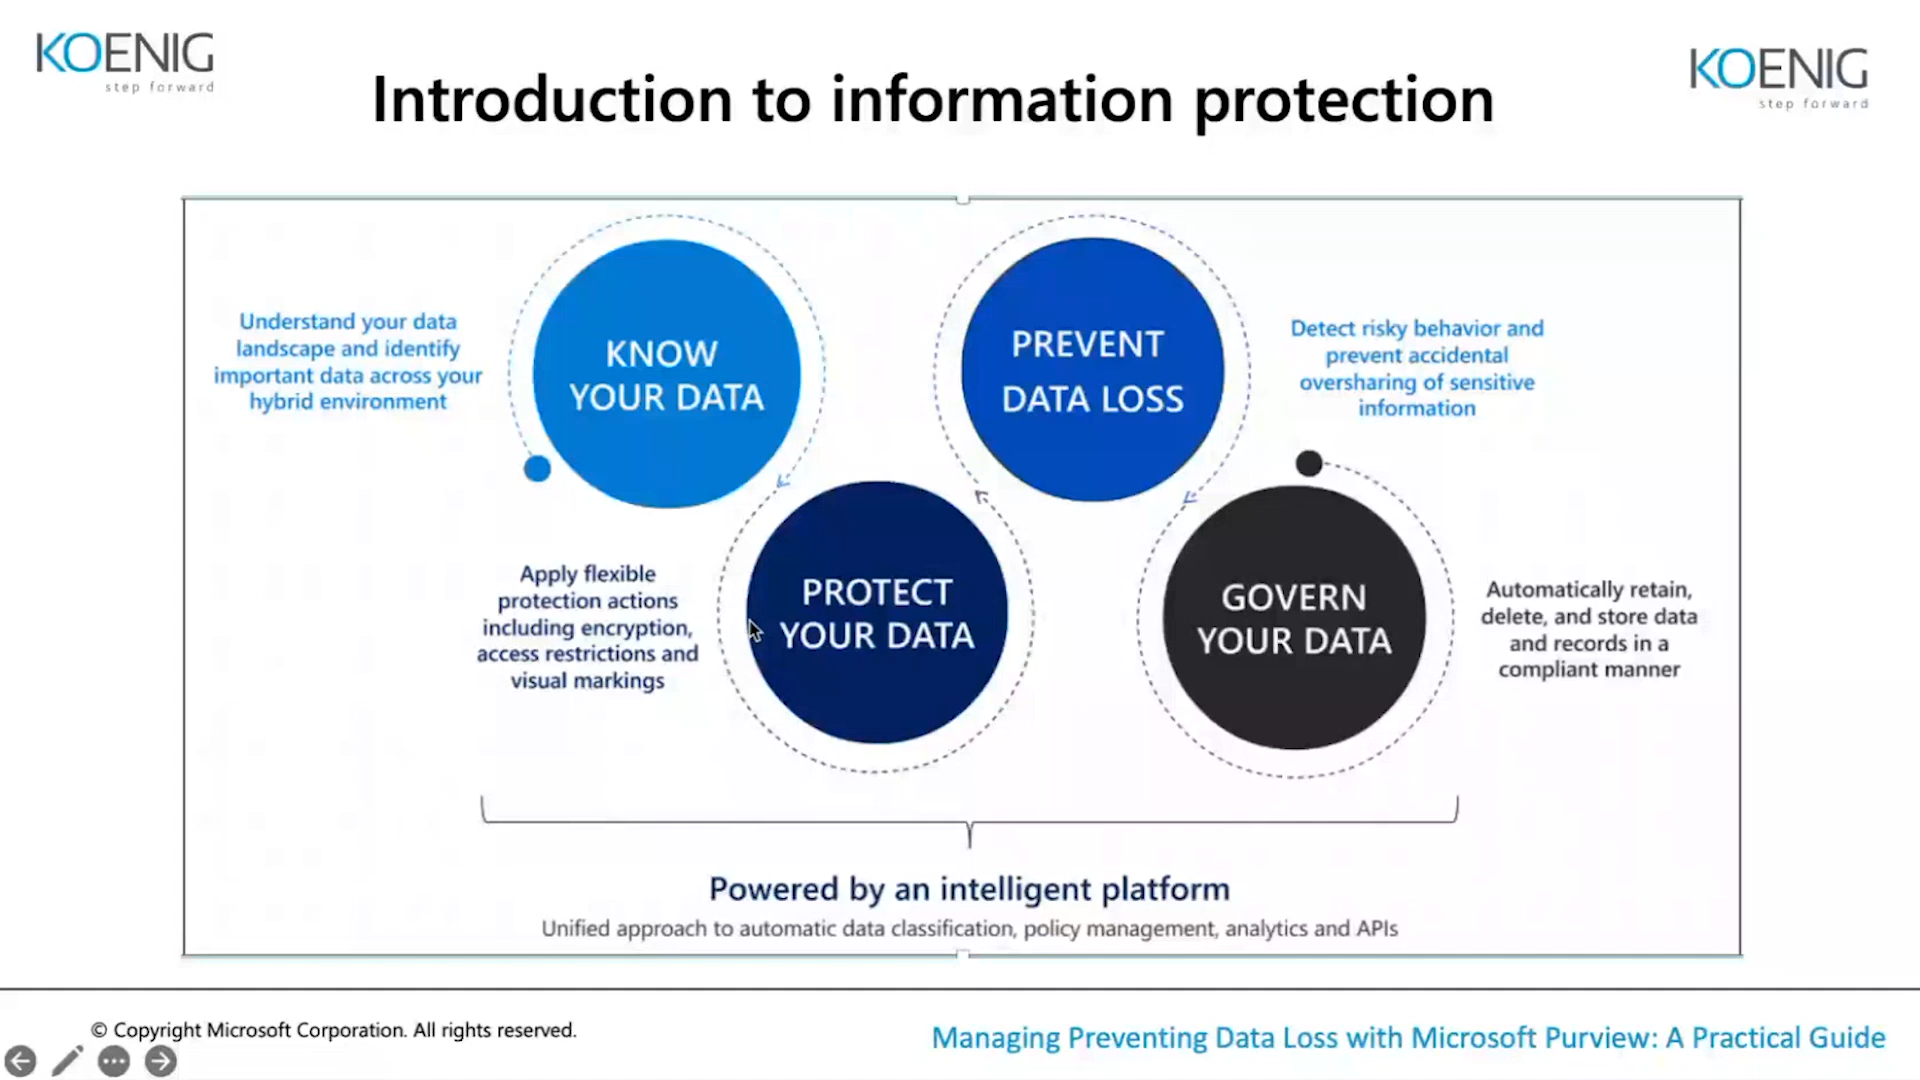 KOENIG
step forward
KOENIG
step forward
Introduction to information protection
Understand your data
landscape and identify
important data across your
hybrid environment
KNOW
YOUR DATA
PREVENT
DATA LOSS
Detect risky behavior and
prevent accidental
oversharing of sensitive
information
Apply flexible
protection actions
including encryption,
access restrictions and
visual markings
PROTECT
YOUR DATA
GOVERN
YOUR DATA
Automatically retain,
delete, and store data
and records in a
compliant manner
Powered by an intelligent platform
Unified approach to automatic data classification, policy management, analytics and APIs
© Copyright Microsoft Corporation. All rights reserved.
Managing Preventing Data Loss with Microsoft Purview: A Practical Guide